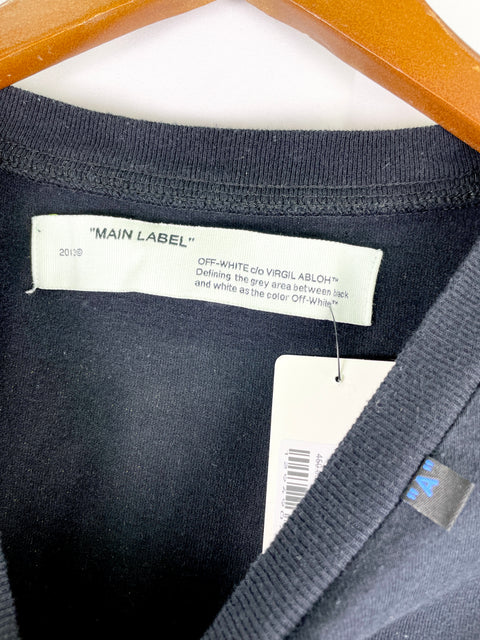 "MAIN LABEL"
2013©
OFF-WHITE c/o VIRGIL ABLOH™
Defining the grey area between black
and white as the color Off-White™
"A"